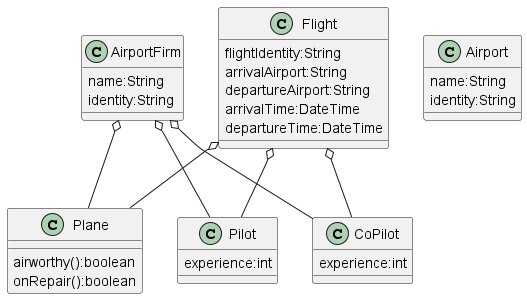 C AirportFirm
name:String
identity:String
C Flight
flightIdentity:String
arrivalAirport:String
departureAirport:String
arrivalTime:DateTime
departureTime:DateTime
C Airport
name:String
identity:String
C Plane
airworthy():boolean
onRepair():boolean
C Pilot
experience:int
C CoPilot
experience:int